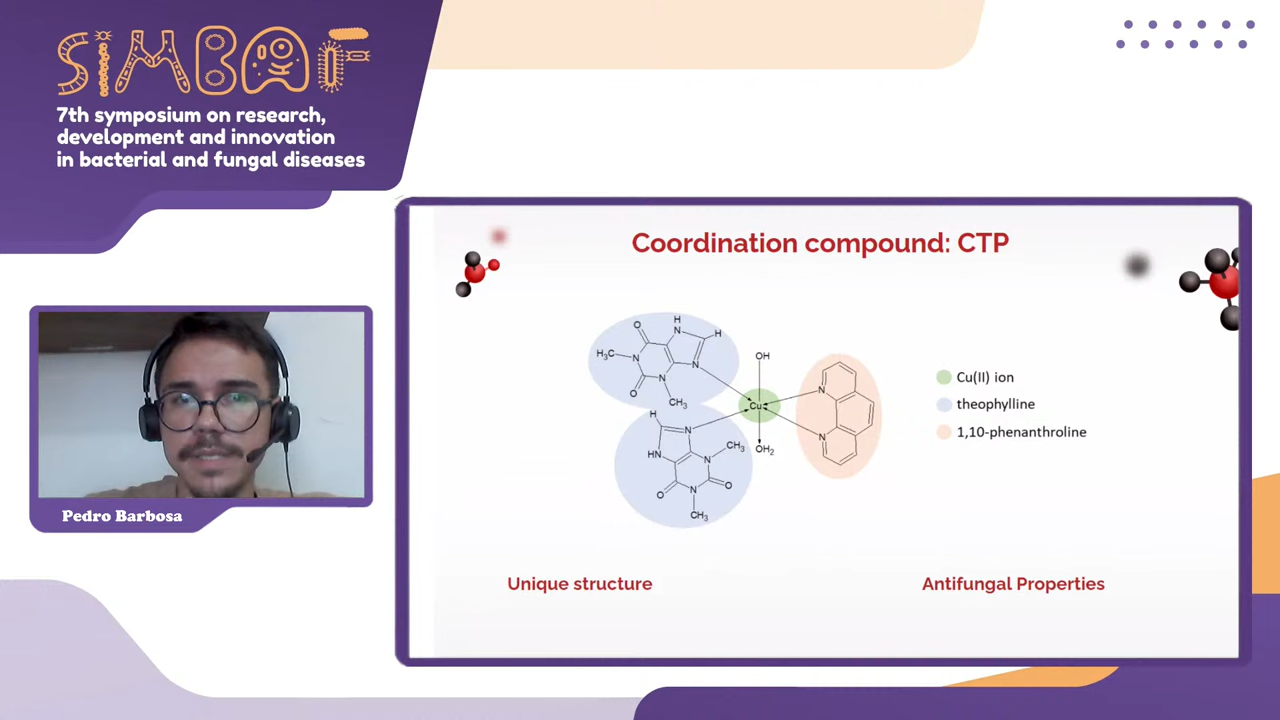 SIMBAF
7th symposium on research,
development and innovation
in bacterial and fungal diseases
Pedro Barbosa
Coordination compound: CTP
H
O
NH
H
H₃C
N
N
N
O
CH₃
OH
Cu
OH₂
N
N
H
N
HN
CH₃
N
O
N
O
CH₃
Cu(II) ion
theophylline
1,10-phenanthroline
Unique structure
Antifungal Properties